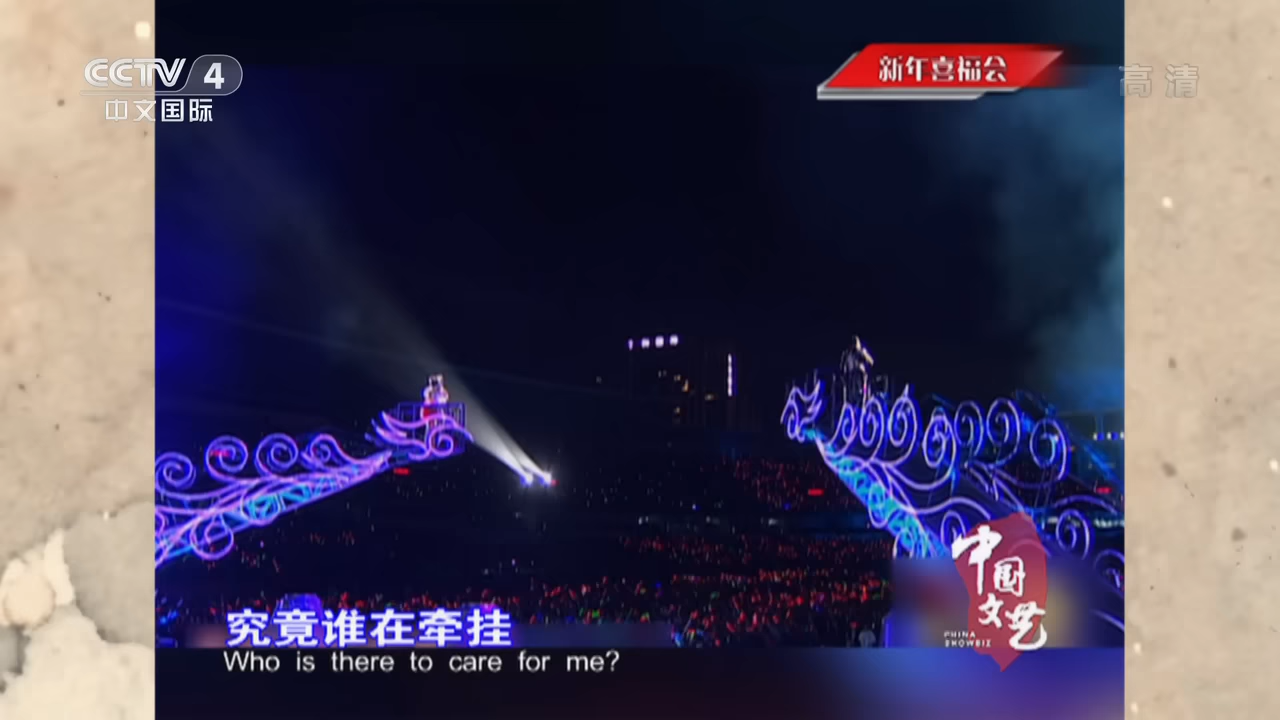 CCTV 4
中文国际
新年喜福会
高清
中国文艺
CHINA
SHOWBIZ
究竟谁在牵挂
Who is there to care for me?